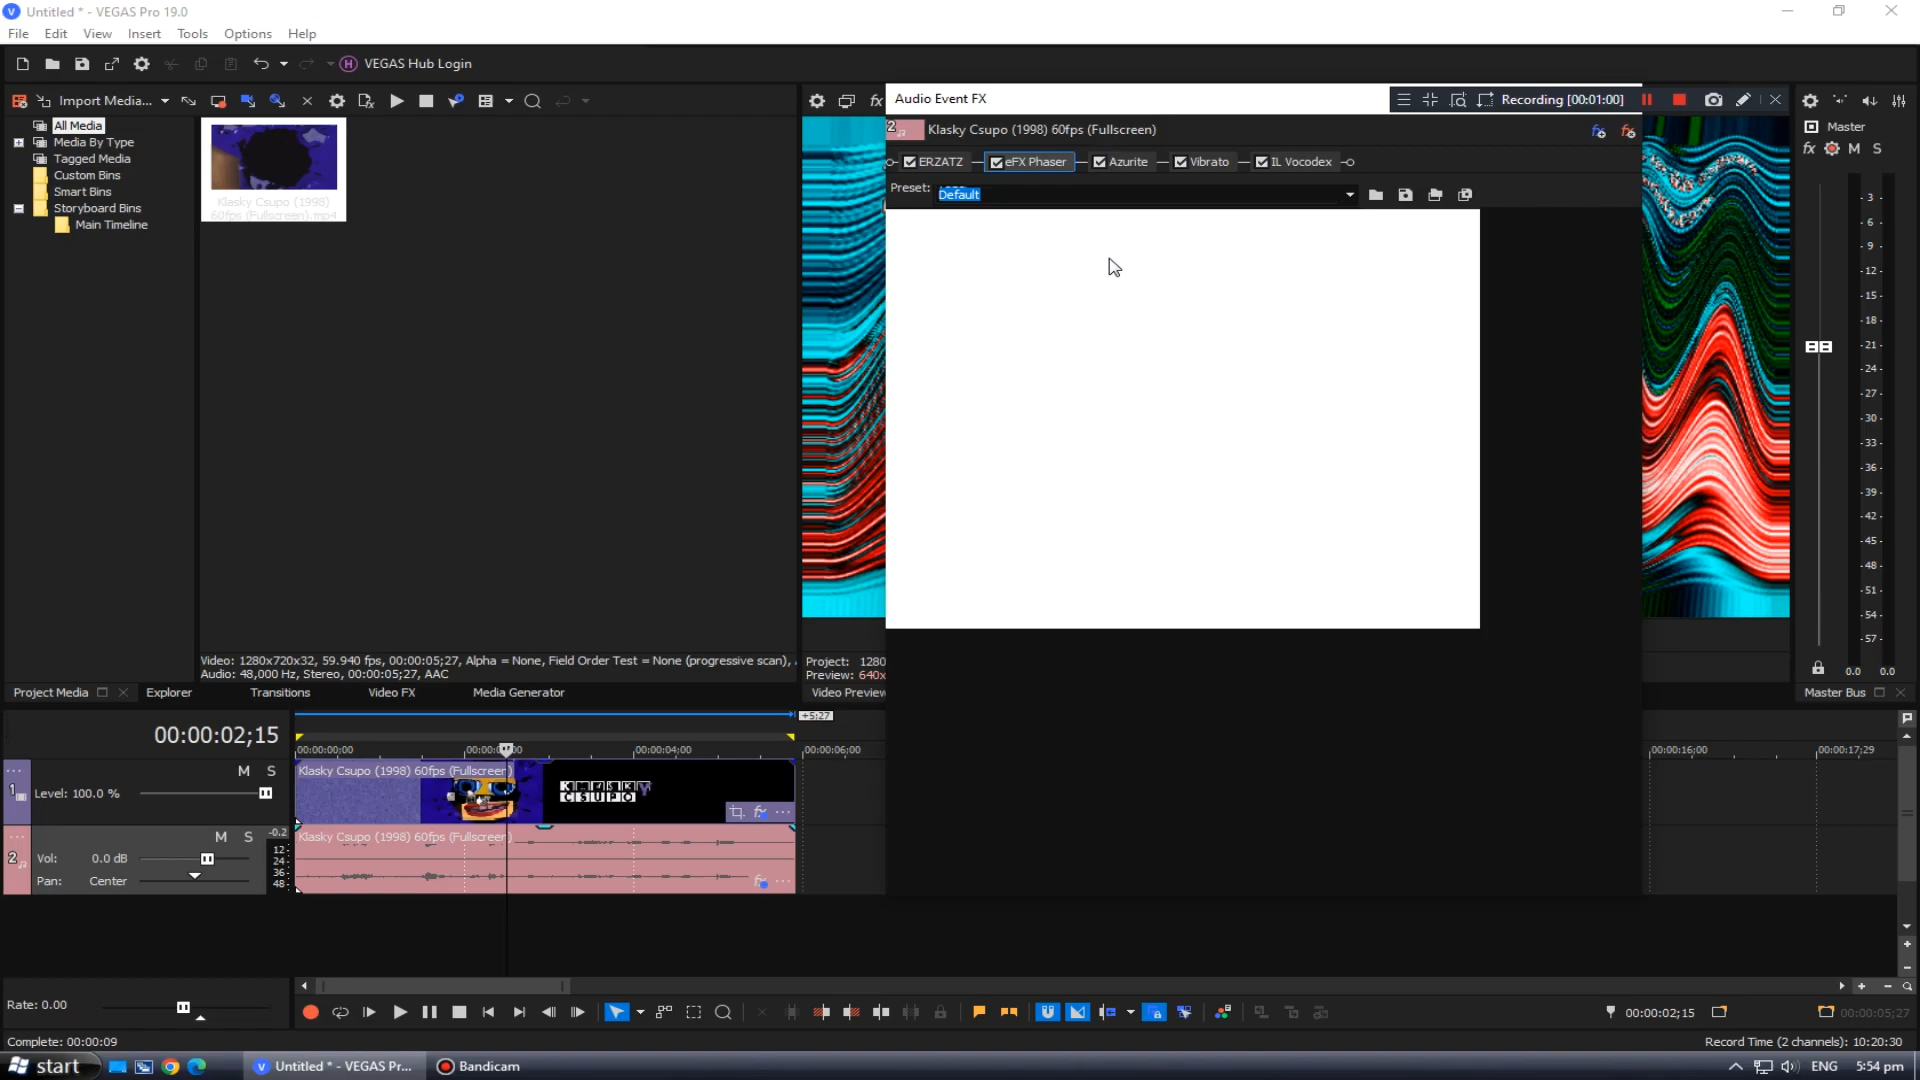 Untitled * - VEGAS Pro 19.0
File Edit View Insert Tools Options Help
VEGAS Hub Login
Import Media...
All Media
Media By Type
Tagged Media
Custom Bins
Smart Bins
Storyboard Bins
Main Timeline
Klasky Csupo (1998)
60fps (Fullscreen).mp4
Video: 1280x720x32, 59.940 fps, 00:00:05;27, Alpha = None, Field Order Test = None (progressive scan),
Audio: 48,000 Hz, Stereo, 00:00:05;27, AAC
Project Media Explorer Transitions Video FX Media Generator
fx
Project: 1280
Preview: 640x
Video Preview
Audio Event FX
Recording [00:01:00]
2 Klasky Csupo (1998) 60fps (Fullscreen)
ERZATZ eFX Phaser Azurite Vibrato IL Vocodex
Preset: Default
Master
fx M S
- 3 -
- 6 -
- 9 -
- 12 -
- 15 -
- 18 -
- 21 -
- 24 -
- 27 -
- 30 -
- 33 -
- 36 -
- 39 -
- 42 -
- 45 -
- 48 -
- 51 -
- 54 -
- 57 -
0.0 0.0
Master Bus
00:00:02;15
+5:27
00:00:00;00 00:00:04;00 00:00:06;00 00:00:16;00 00:00:17;29
1 M S
Level: 100.0 %
Klasky Csupo (1998) 60fps (Fullscreen)
KLASKY
CSUPO
2 M S
Vol: 0.0 dB
Pan: Center
-0.2
12
24
36
48
Klasky Csupo (1998) 60fps (Fullscreen)
Rate: 0.00
00:00:02;15 00:00:05;27
Complete: 00:00:09
Record Time (2 channels): 10:20:30
start
Untitled * - VEGAS Pr...
Bandicam
ENG 5:54 pm